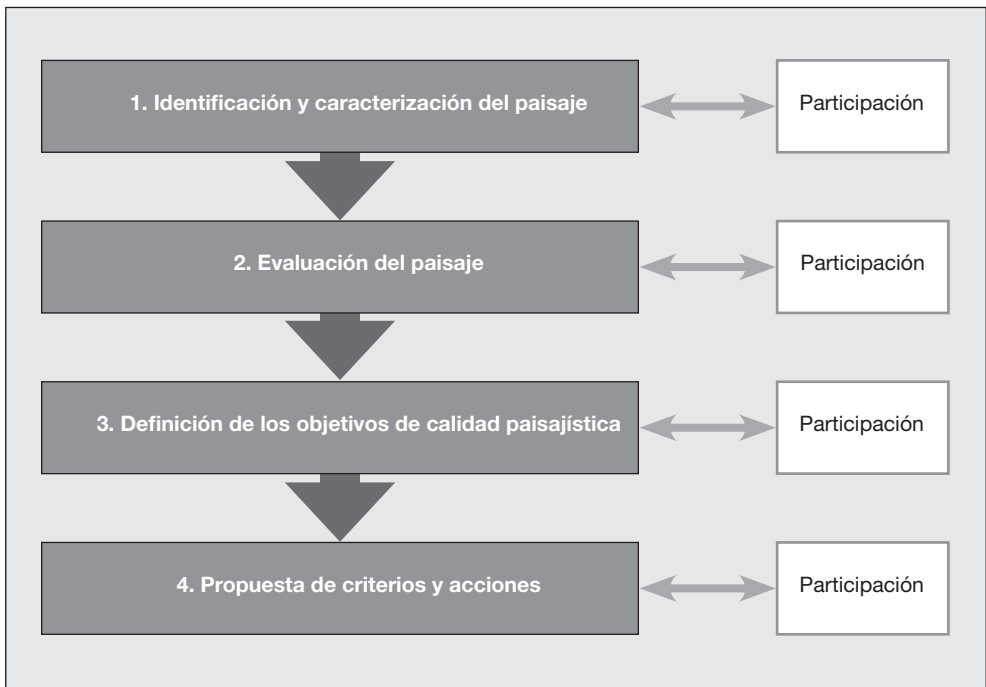 1. Identificación y caracterización del paisaje
Participación
2. Evaluación del paisaje
Participación
3. Definición de los objetivos de calidad paisajística
Participación
4. Propuesta de criterios y acciones
Participación